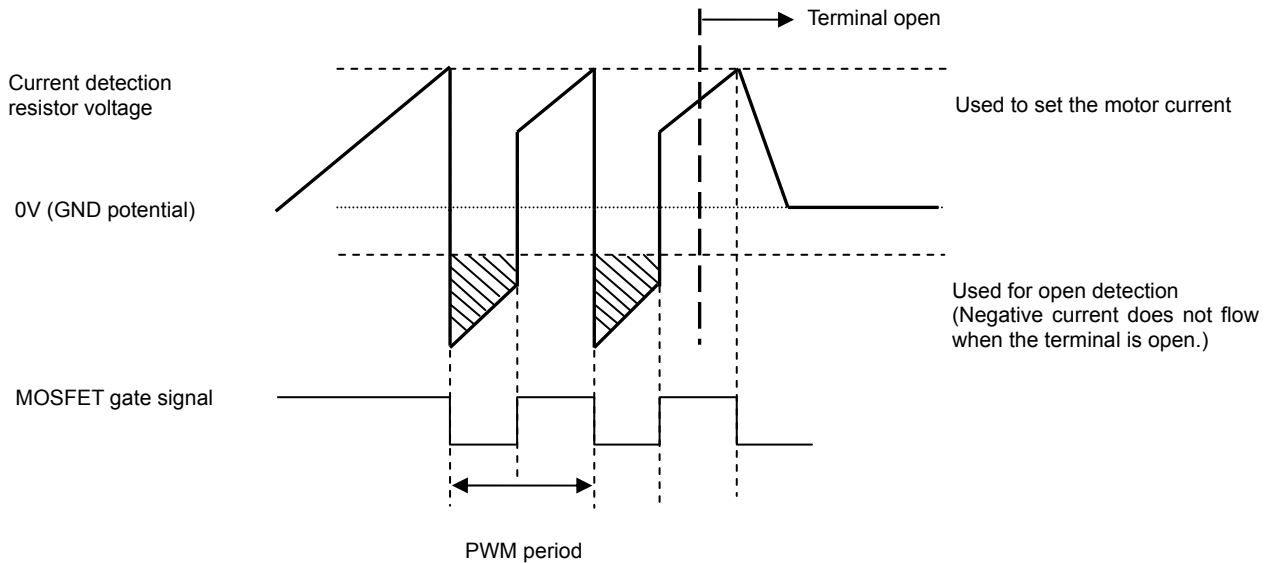 Terminal open
Current detection
resistor voltage
Used to set the motor current
0V (GND potential)
Used for open detection
(Negative current does not flow
when the terminal is open.)
MOSFET gate signal
PWM period